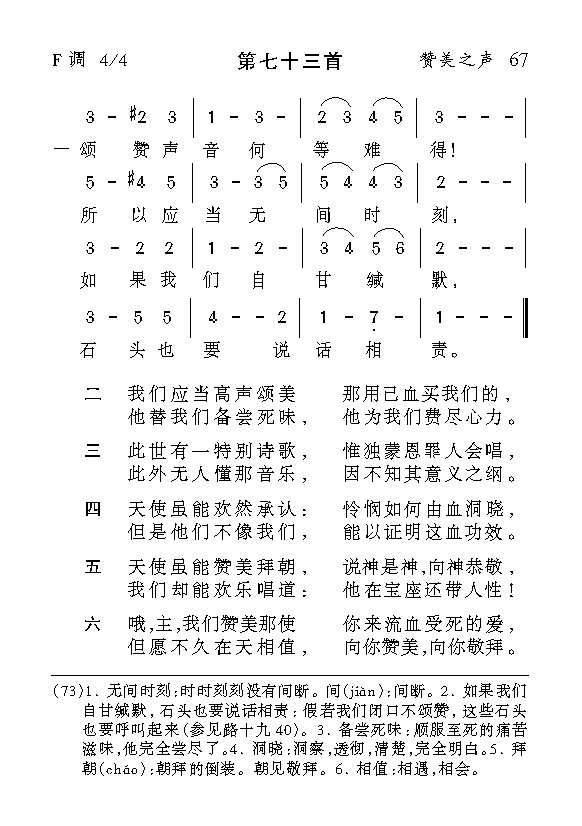 F 调 4/4 第七十三首 赞美之声 67
3 - #2 3 | 1 - 3 - | 2 3 4 5 | 3 - - - |
一 颂 赞 声 音 何 等 难 得!
5 - #4 5 | 3 - 3 5 | 5 4 4 3 | 2 - - - |
所 以 应 当 无 间 时 刻,
3 - 2 2 | 1 - 2 - | 3 4 5 6 | 2 - - - |
如 果 我 们 自 甘 缄 默,
3 - 5 5 | 4 - - 2 | 1 - 7 - | 1 - - - ‖
石 头 也 要 说 话 相 责。
二 我们应当高声颂美 那用己血买我们的,
他替我们备尝死味, 他为我们费尽心力。
三 此世有一特别诗歌, 惟独蒙恩罪人会唱,
此外无人懂那音乐, 因不知其意义之纲。
四 天使虽能欢然承认: 怜悯如何由血洞晓,
但是他们不像我们, 能以证明这血功效。
五 天使虽能赞美拜朝, 说神是神,向神恭敬,
我们却能欢乐唱道: 他在宝座还带人性!
六 哦,主,我们赞美那使 你来流血受死的爱,
但愿不久在天相值, 向你赞美,向你敬拜。
(73)1. 无间时刻:时时刻刻没有间断。间(jiàn):间断。2. 如果我们
自甘缄默, 石头也要说话相责: 假若我们闭口不颂赞, 这些石头
也要呼叫起来(参见路十九 40)。3. 备尝死味: 顺服至死的痛苦
滋味,他完全尝尽了。4. 洞晓:洞察,透彻,清楚,完全明白。5. 拜
朝(cháo):朝拜的倒装。朝见敬拜。6. 相值:相遇,相会。